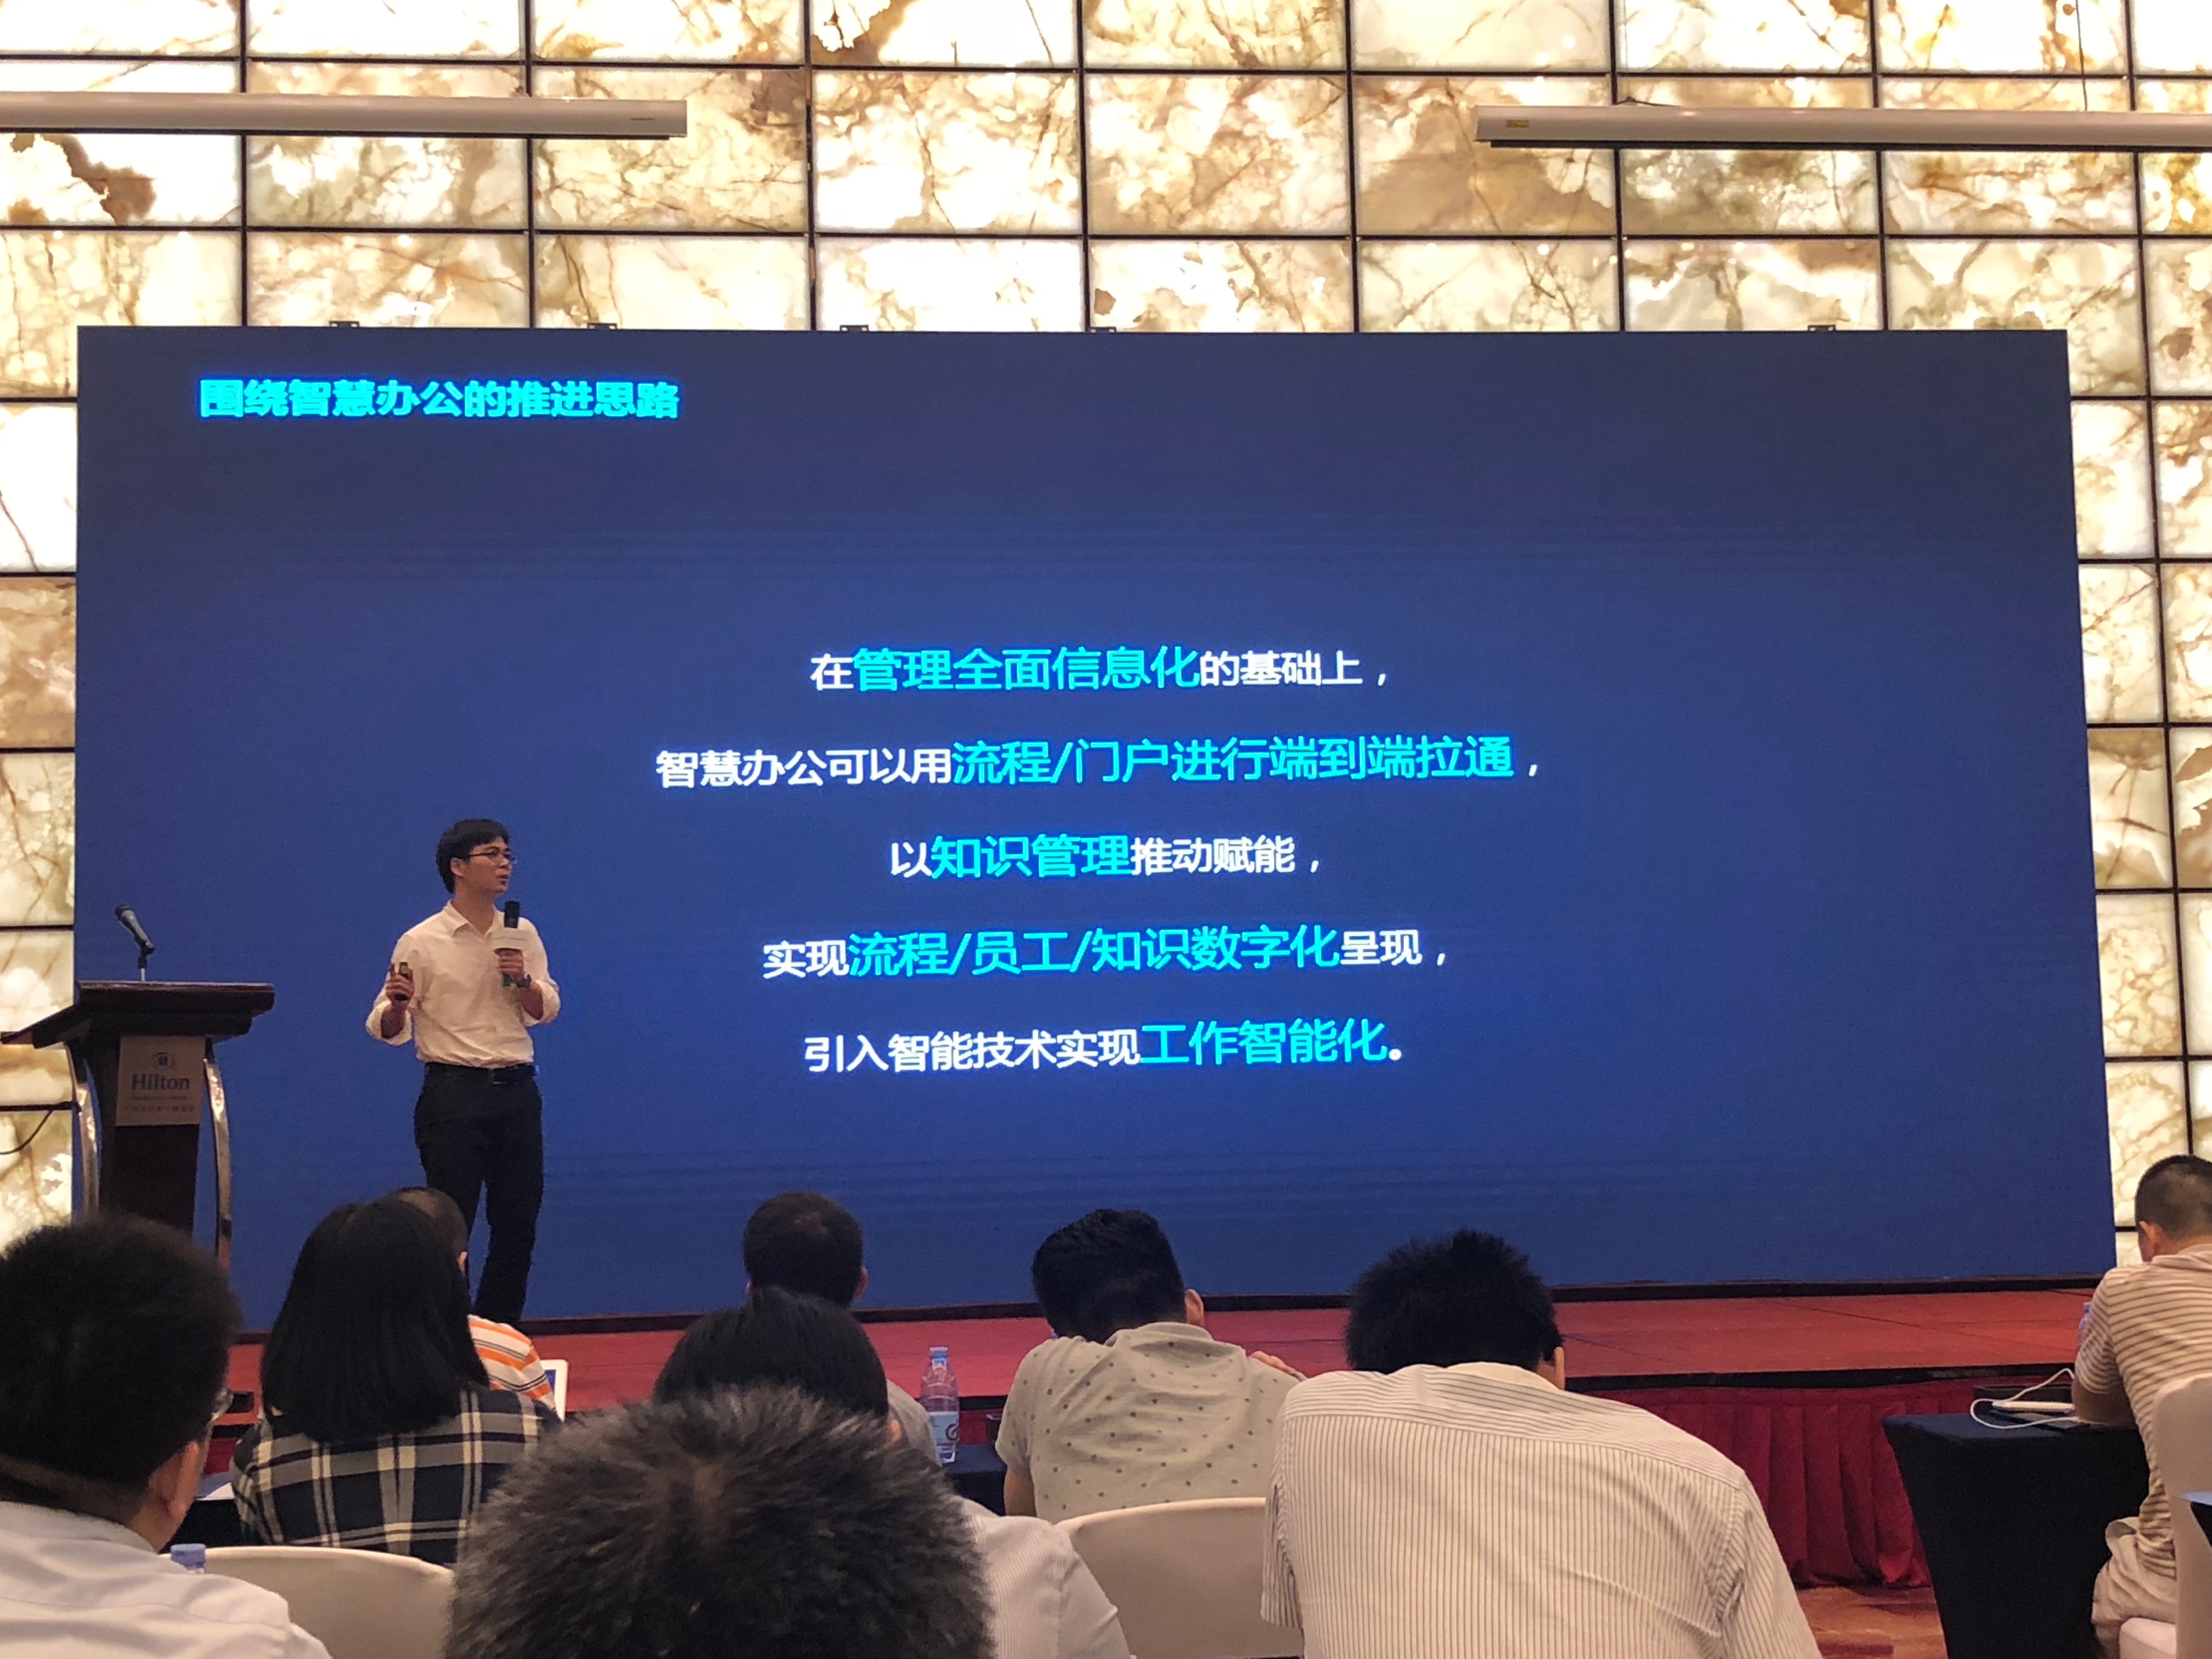 围绕智慧办公的推进思路
在管理全面信息化的基础上，
智慧办公可以用流程/门户进行端到端拉通，
以知识管理推动赋能，
实现流程/员工/知识数字化呈现，
引入智能技术实现工作智能化。
Hilton